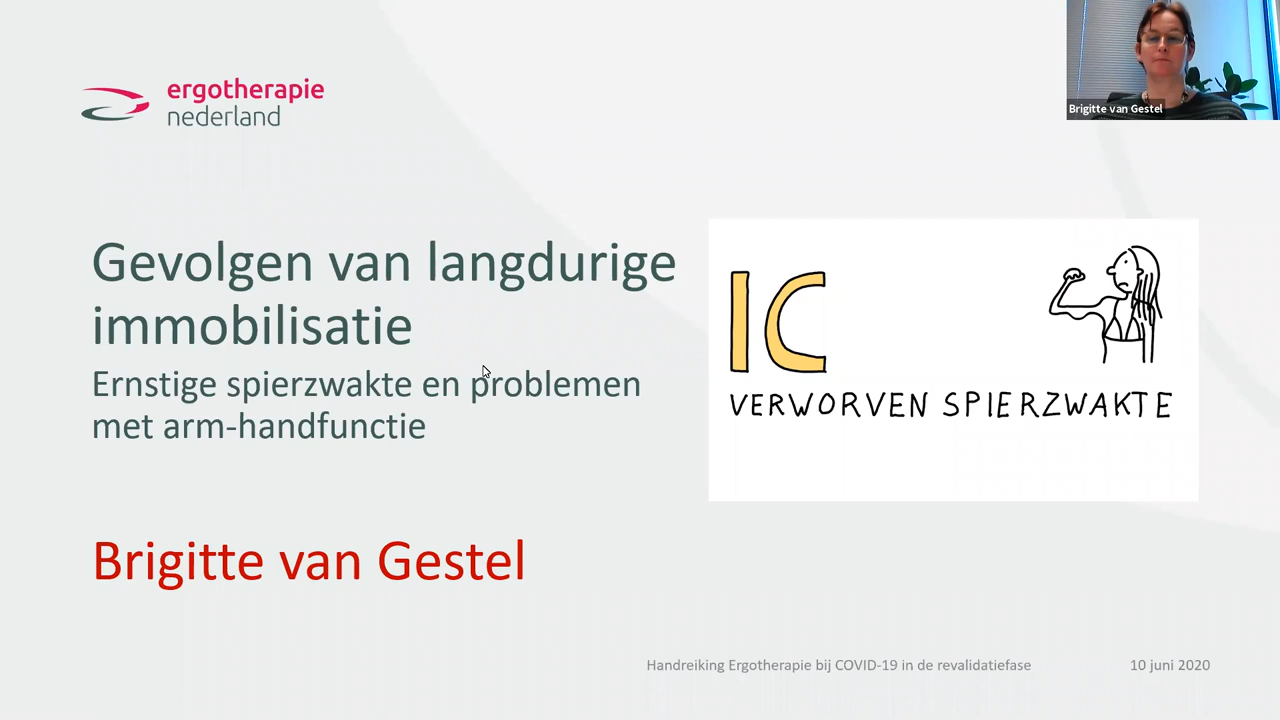 ergotherapie
nederland
Brigitte van Gestel
Gevolgen van langdurige
immobilisatie
Ernstige spierzwakte en problemen
met arm-handfunctie
IC
VERWORVEN SPIERZWAKTE
Brigitte van Gestel
Handreiking Ergotherapie bij COVID-19 in de revalidatiefase
10 juni 2020